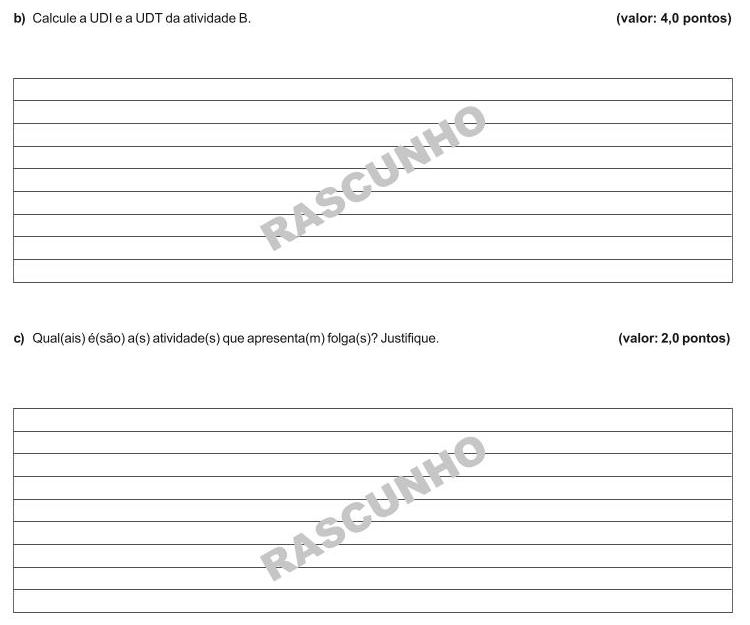 b) Calcule a UDI e a UDT da atividade B. (valor: 4,0 pontos)
RASCUNHO
c) Qual(ais) é(são) a(s) atividade(s) que apresenta(m) folga(s)? Justifique. (valor: 2,0 pontos)
RASCUNHO